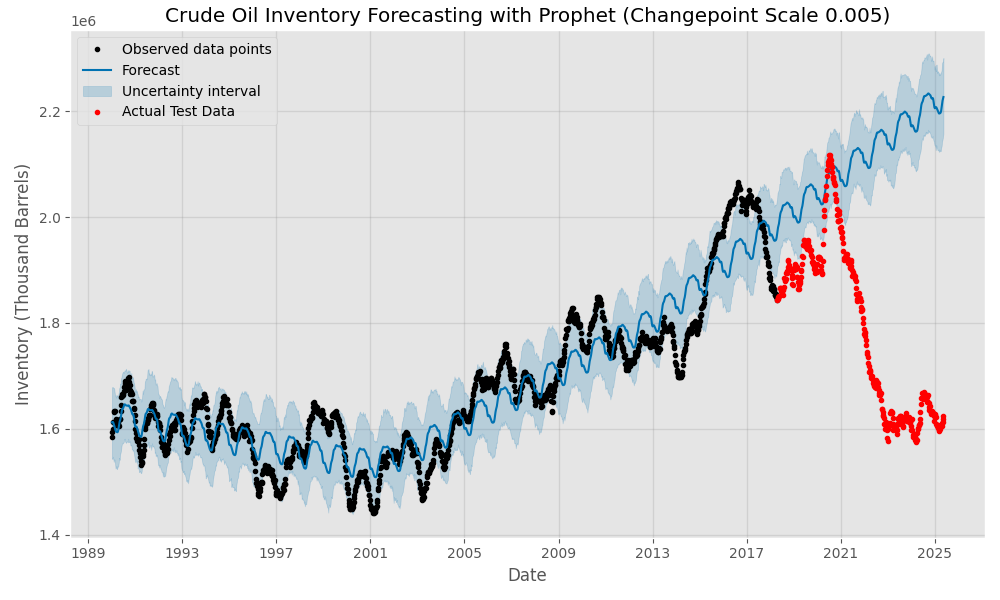 Crude Oil Inventory Forecasting with Prophet (Changepoint Scale 0.005)
1e6
Observed data points
Forecast
Uncertainty interval
Actual Test Data
2.2
2.0
1.8
1.6
1.4
Inventory (Thousand Barrels)
1989 1993 1997 2001 2005 2009 2013 2017 2021 2025
Date